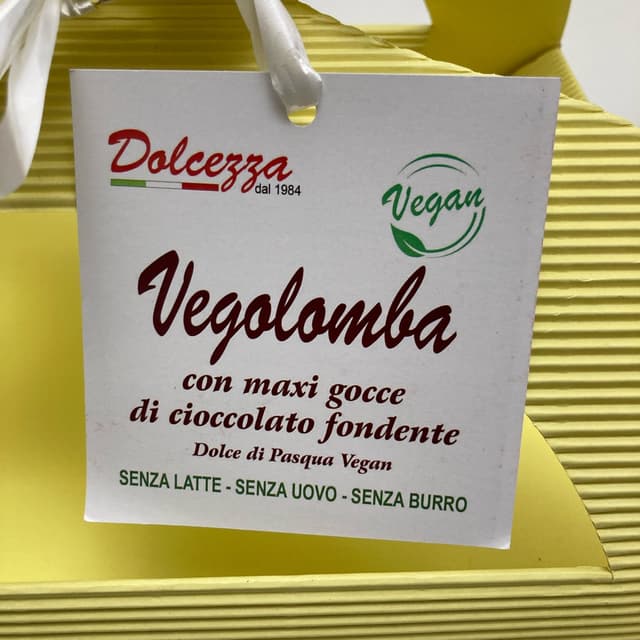 Dolcezza
dal 1984
Vegan
Vegolomba
con maxi gocce
di cioccolato fondente
Dolce di Pasqua Vegan
SENZA LATTE - SENZA UOVO - SENZA BURRO